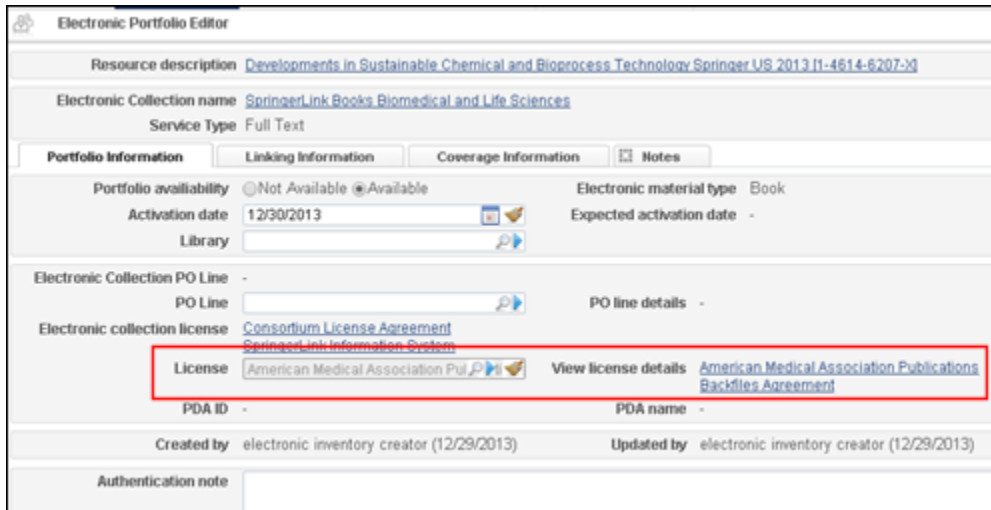 Electronic Portfolio Editor
Resource description Developments in Sustainable Chemical and Bioprocess Technology Springer US 2013 [1-4614-6207-X]
Electronic Collection name SpringerLink Books Biomedical and Life Sciences
Service Type Full Text
Portfolio Information Linking Information Coverage Information Notes
Portfolio availiability Not Available Available Electronic material type Book
Activation date 12/30/2013 Expected activation date -
Library
Electronic Collection PO Line -
PO Line PO line details -
Electronic collection license Consortium License Agreement
SpringerLink Information System
License American Medical Association Pul View license details American Medical Association Publications
Backfiles Agreement
PDA ID - PDA name -
Created by electronic inventory creator (12/29/2013) Updated by electronic inventory creator (12/29/2013)
Authentication note